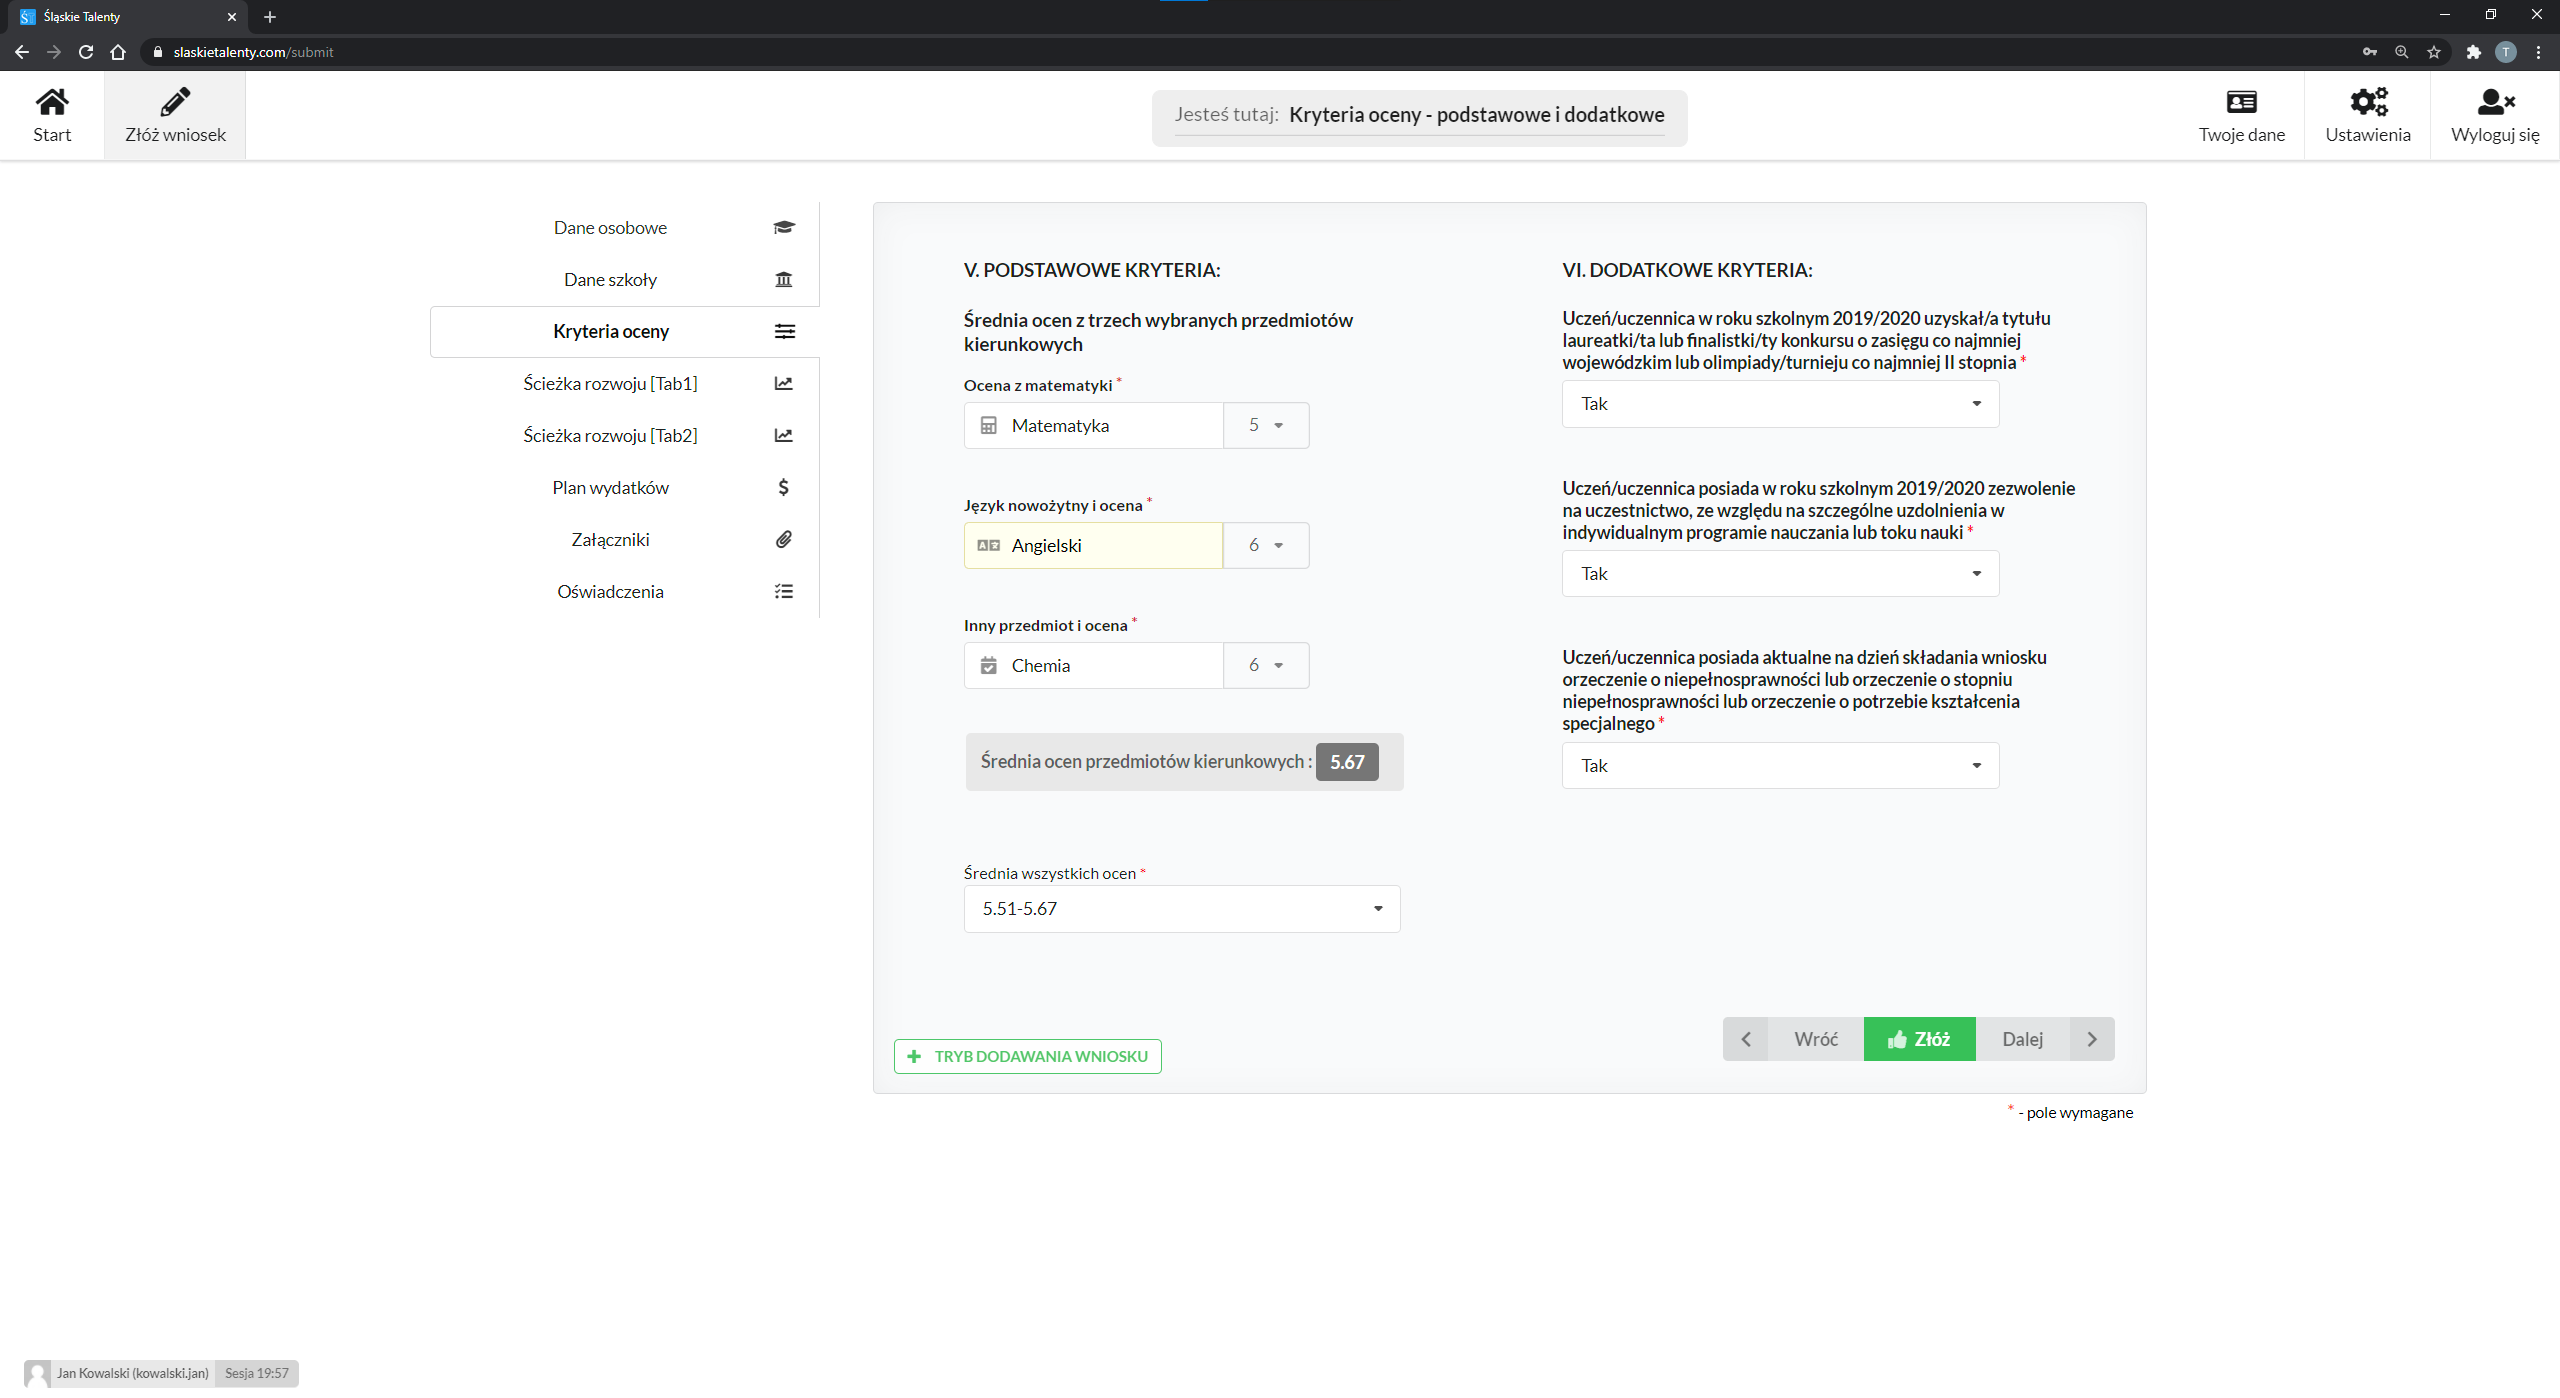 Śląskie Talenty
slaskietalenty.com/submit
T
Start
Złóż wniosek
Jesteś tutaj: Kryteria oceny - podstawowe i dodatkowe
Twoje dane
Ustawienia
Wyloguj się
Dane osobowe
Dane szkoły
Kryteria oceny
Ścieżka rozwoju [Tab1]
Ścieżka rozwoju [Tab2]
Plan wydatków
Załączniki
Oświadczenia
V. PODSTAWOWE KRYTERIA:
Średnia ocen z trzech wybranych przedmiotów
kierunkowych
Ocena z matematyki *
Matematyka 5
Język nowożytny i ocena *
Angielski 6
Inny przedmiot i ocena *
Chemia 6
Średnia ocen przedmiotów kierunkowych : 5.67
Średnia wszystkich ocen *
5.51-5.67
TRYB DODAWANIA WNIOSKU
VI. DODATKOWE KRYTERIA:
Uczeń/uczennica w roku szkolnym 2019/2020 uzyskał/a tytułu
laureatki/ta lub finalistki/ty konkursu o zasięgu co najmniej
wojewódzkim lub olimpiady/turnieju co najmniej II stopnia *
Tak
Uczeń/uczennica posiada w roku szkolnym 2019/2020 zezwolenie
na uczestnictwo, ze względu na szczególne uzdolnienia w
indywidualnym programie nauczania lub toku nauki *
Tak
Uczeń/uczennica posiada aktualne na dzień składania wniosku
orzeczenie o niepełnosprawności lub orzeczenie o stopniu
niepełnosprawności lub orzeczenie o potrzebie kształcenia
specjalnego *
Tak
Wróć
Złóż
Dalej
* - pole wymagane
Jan Kowalski (kowalski.jan) Sesja 19:57